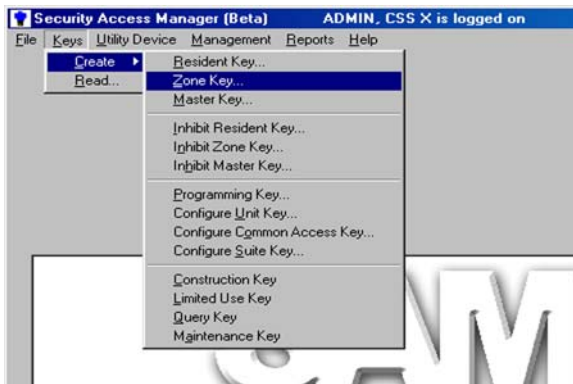 Security Access Manager (Beta) ADMIN, CSS X is logged on
File Keys Utility Device Management Reports Help
Create
Read...
Resident Key...
Zone Key...
Master Key...
Inhibit Resident Key...
Inhibit Zone Key...
Inhibit Master Key...
Programming Key...
Configure Unit Key...
Configure Common Access Key...
Configure Suite Key...
Construction Key
Limited Use Key
Query Key
Maintenance Key
SAM